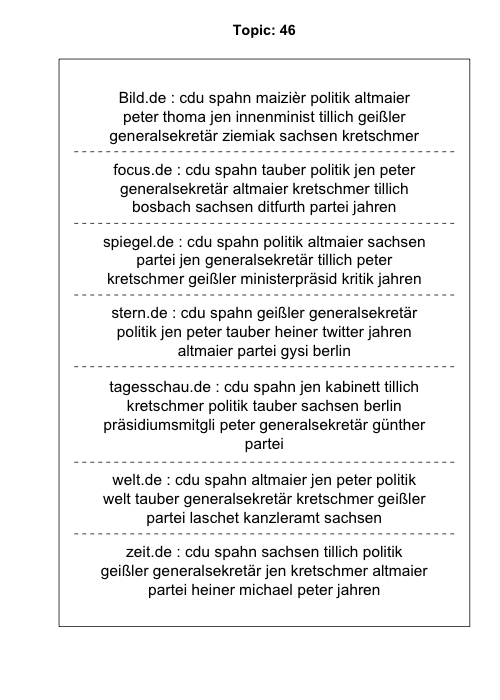 Topic: 46
Bild.de : cdu spahn maizièr politik altmaier
peter thoma jen innenminist tillich geißler
generalsekretär ziemiak sachsen kretschmer
focus.de : cdu spahn tauber politik jen peter
generalsekretär altmaier kretschmer tillich
bosbach sachsen ditfurth partei jahren
spiegel.de : cdu spahn politik altmaier sachsen
partei jen generalsekretär tillich peter
kretschmer geißler ministerpräsid kritik jahren
stern.de : cdu spahn geißler generalsekretär
politik jen peter tauber heiner twitter jahren
altmaier partei gysi berlin
tagesschau.de : cdu spahn jen kabinett tillich
kretschmer politik tauber sachsen berlin
präsidiumsmitgli peter generalsekretär günther
partei
welt.de : cdu spahn altmaier jen peter politik
welt tauber generalsekretär kretschmer geißler
partei laschet kanzleramt sachsen
zeit.de : cdu spahn sachsen tillich politik
geißler generalsekretär jen kretschmer altmaier
partei heiner michael peter jahren